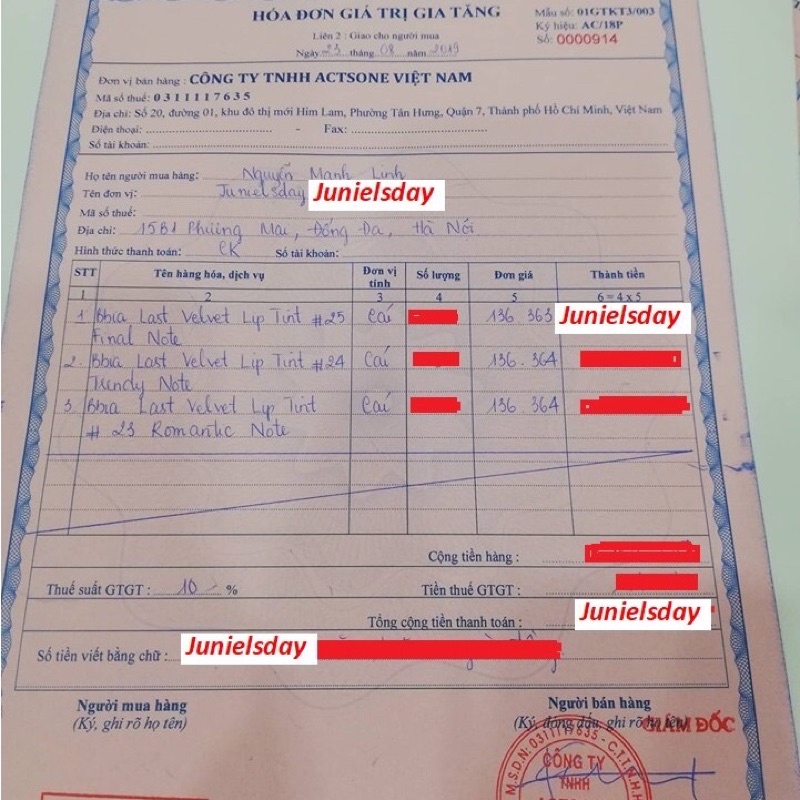 HÓA ĐƠN GIÁ TRỊ GIA TĂNG
Mẫu số: 01GTKT3/003
Liên 2 : Giao cho người mua
Ký hiệu: AC/18P
Ngày 23 tháng 08 năm 2019
Số: 0000914
Đơn vị bán hàng : CÔNG TY TNHH ACTSONE VIỆT NAM
Mã số thuế: 0311117635
Địa chỉ: Số 20, đường 01, khu đô thị mới Him Lam, Phường Tân Hưng, Quận 7, Thành phố Hồ Chí Minh, Việt Nam
Điện thoại: - Fax:
Số tài khoản:
Họ tên người mua hàng: Nguyễn Mạnh Linh
Tên đơn vị: Junielsday Junielsday
Mã số thuế:
Địa chỉ: 15B1 Phương Mai, Đống Đa, Hà Nội
Hình thức thanh toán: CK Số tài khoản:
STT Tên hàng hóa, dịch vụ Đơn vị tính Số lượng Đơn giá Thành tiền
1 2 3 4 5 6 = 4 x 5
1 Bbia Last Velvet Lip Tint #25 Cái 136.363 Junielsday
Final Note
2. Bbia Last Velvet Lip Tint #24 Cái 136.364
Trendy Note
3. Bbia Last Velvet Lip Tint Cái 136.364
# 23 Romantic Note
Cộng tiền hàng :
Thuế suất GTGT : 10 % Tiền thuế GTGT :
Tổng cộng tiền thanh toán : Junielsday
Số tiền viết bằng chữ : Junielsday
Người mua hàng Người bán hàng
(Ký, ghi rõ họ tên) (Ký, đóng dấu, ghi rõ họ tên)
GIÁM ĐỐC
M.S.D.N: 0311117635 - C.T.T.N.H.H
CÔNG TY
TNHH